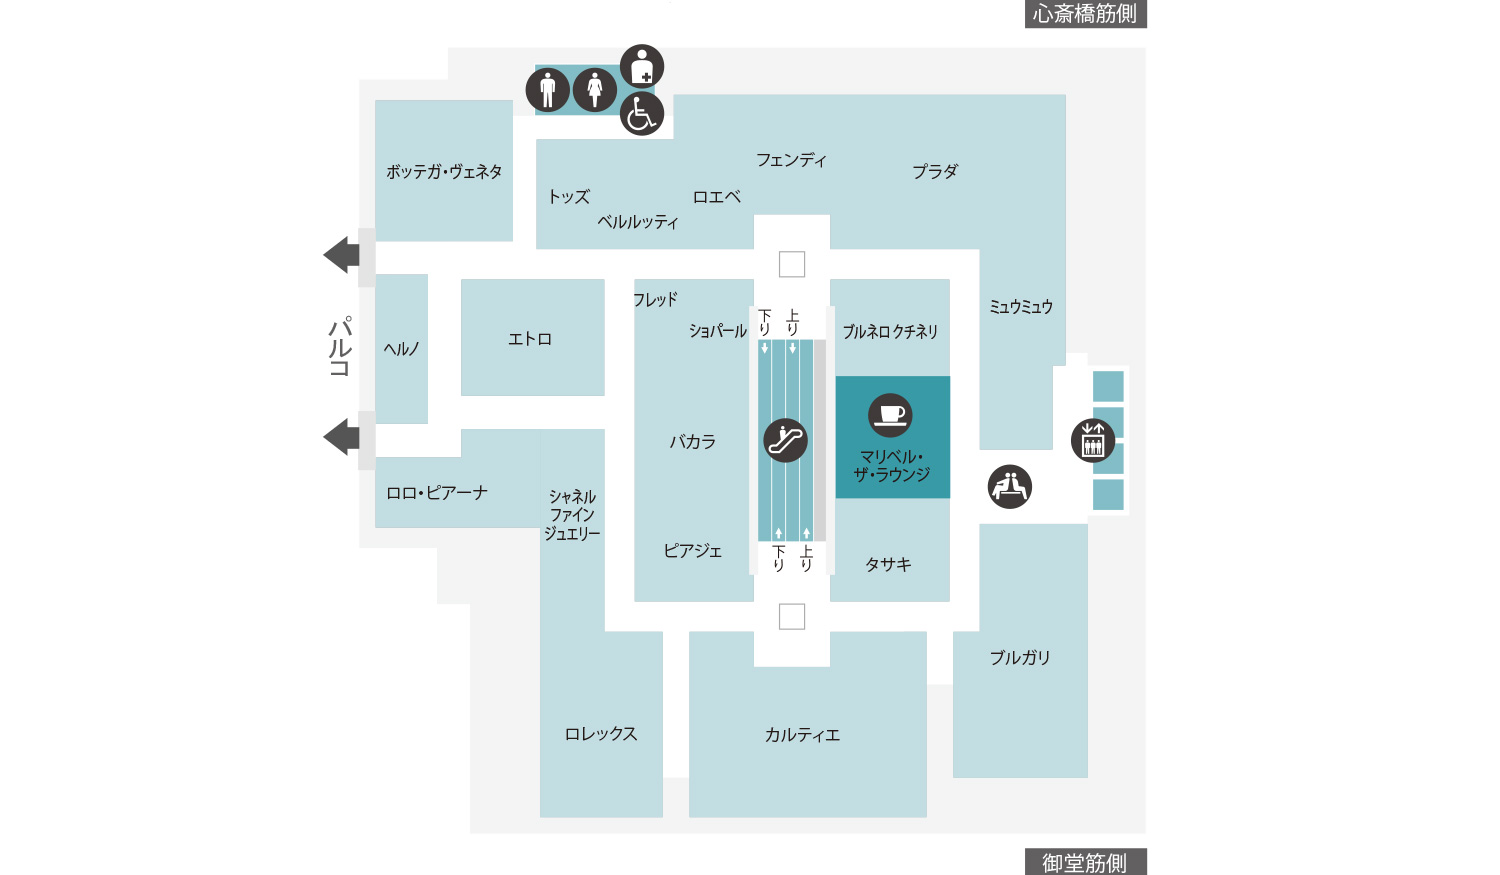 心斎橋筋側
ボッテガ・ヴェネタ
トッズ
ベルルッティ
ロエベ
フェンディ
プラダ
ミュウミュウ
フレッド
ショパール
下り
上り
ブルネロ クチネリ
パルコ
ヘルノ
エトロ
バカラ
マリベル・
ザ・ラウンジ
ロロ・ピアーナ
シャネル
ファイン
ジュエリー
ピアジェ
下り
上り
タサキ
ブルガリ
ロレックス
カルティエ
御堂筋側